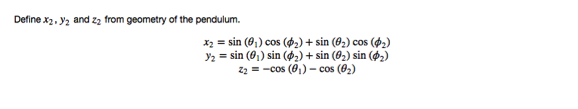 Define x₂, y₂ and z₂ from geometry of the pendulum.
x₂ = sin (θ₁) cos (ϕ₂) + sin (θ₂) cos (ϕ₂)
y₂ = sin (θ₁) sin (ϕ₂) + sin (θ₂) sin (ϕ₂)
z₂ = −cos (θ₁) − cos (θ₂)